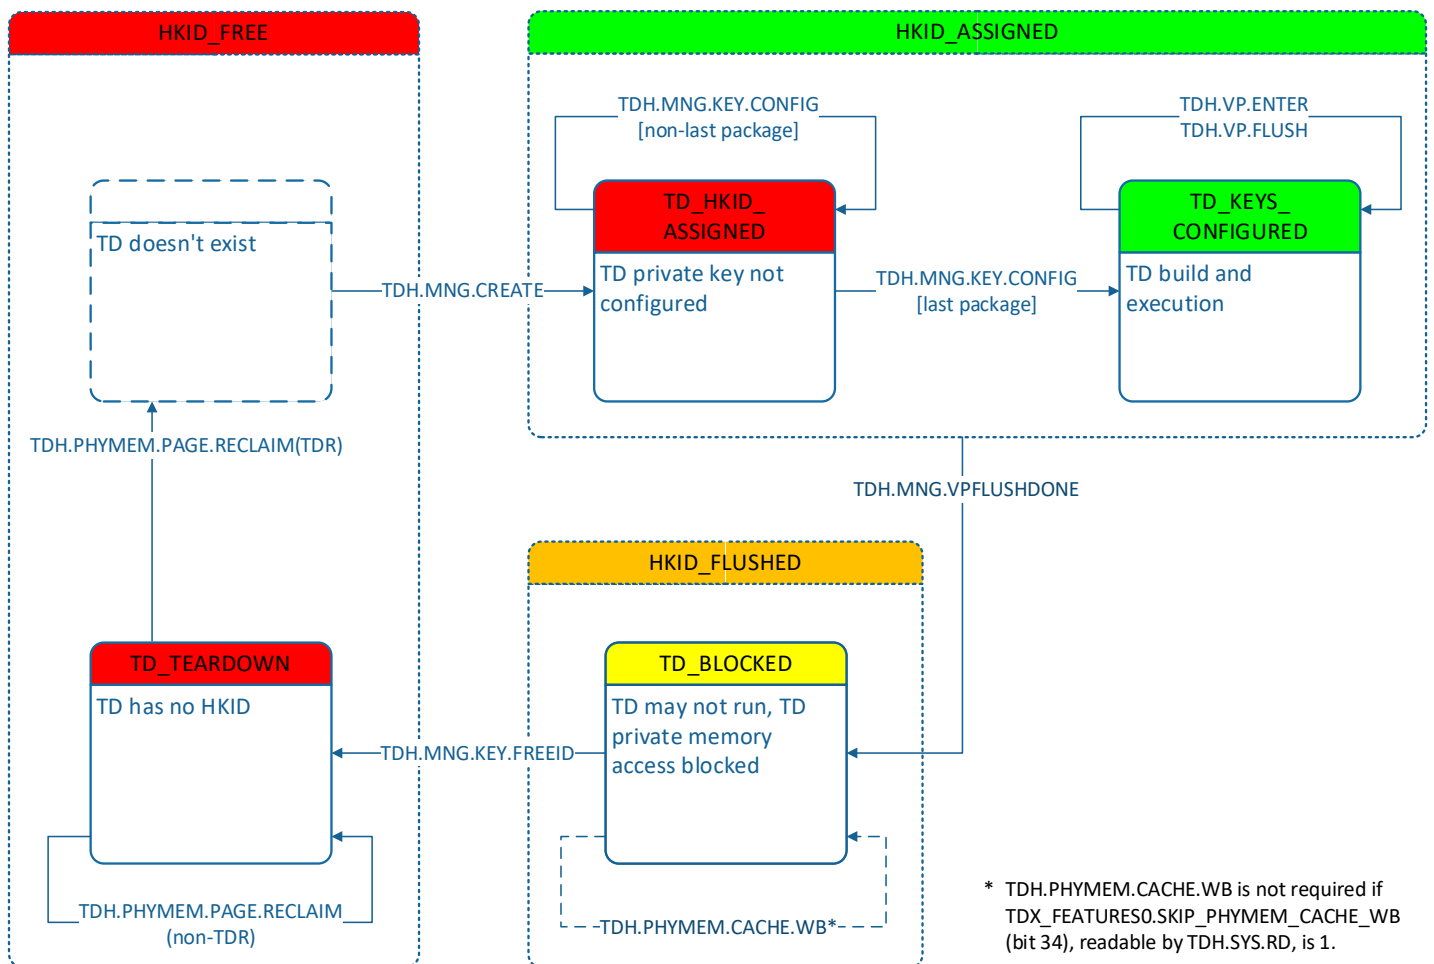 HKID_FREE
HKID_ASSIGNED
TDH.MNG.KEY.CONFIG
[non-last package]
TDH.VP.ENTER
TDH.VP.FLUSH
TD doesn't exist
TD_HKID_
ASSIGNED
TD private key not
configured
TD_KEYS_
CONFIGURED
TD build and
execution
TDH.MNG.CREATE
TDH.MNG.KEY.CONFIG
[last package]
TDH.PHYMEM.PAGE.RECLAIM(TDR)
TDH.MNG.VPFLUSHDONE
HKID_FLUSHED
TD_TEARDOWN
TD has no HKID
TD_BLOCKED
TD may not run, TD
private memory
access blocked
TDH.MNG.KEY.FREEID
TDH.PHYMEM.PAGE.RECLAIM
(non-TDR)
TDH.PHYMEM.CACHE.WB*
* TDH.PHYMEM.CACHE.WB is not required if
TDX_FEATURES0.SKIP_PHYMEM_CACHE_WB
(bit 34), readable by TDH.SYS.RD, is 1.